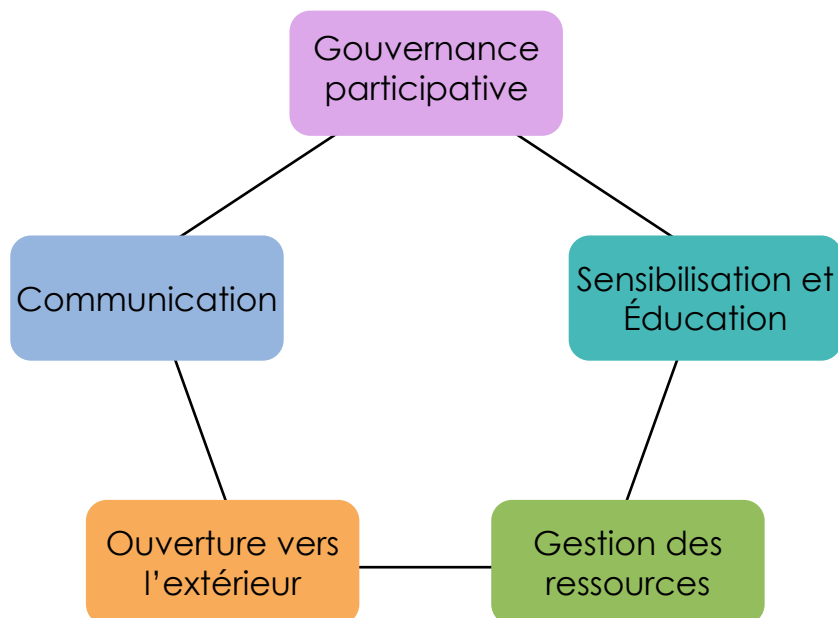 Gouvernance
participative
Communication
Sensibilisation et
Éducation
Ouverture vers
l’extérieur
Gestion des
ressources